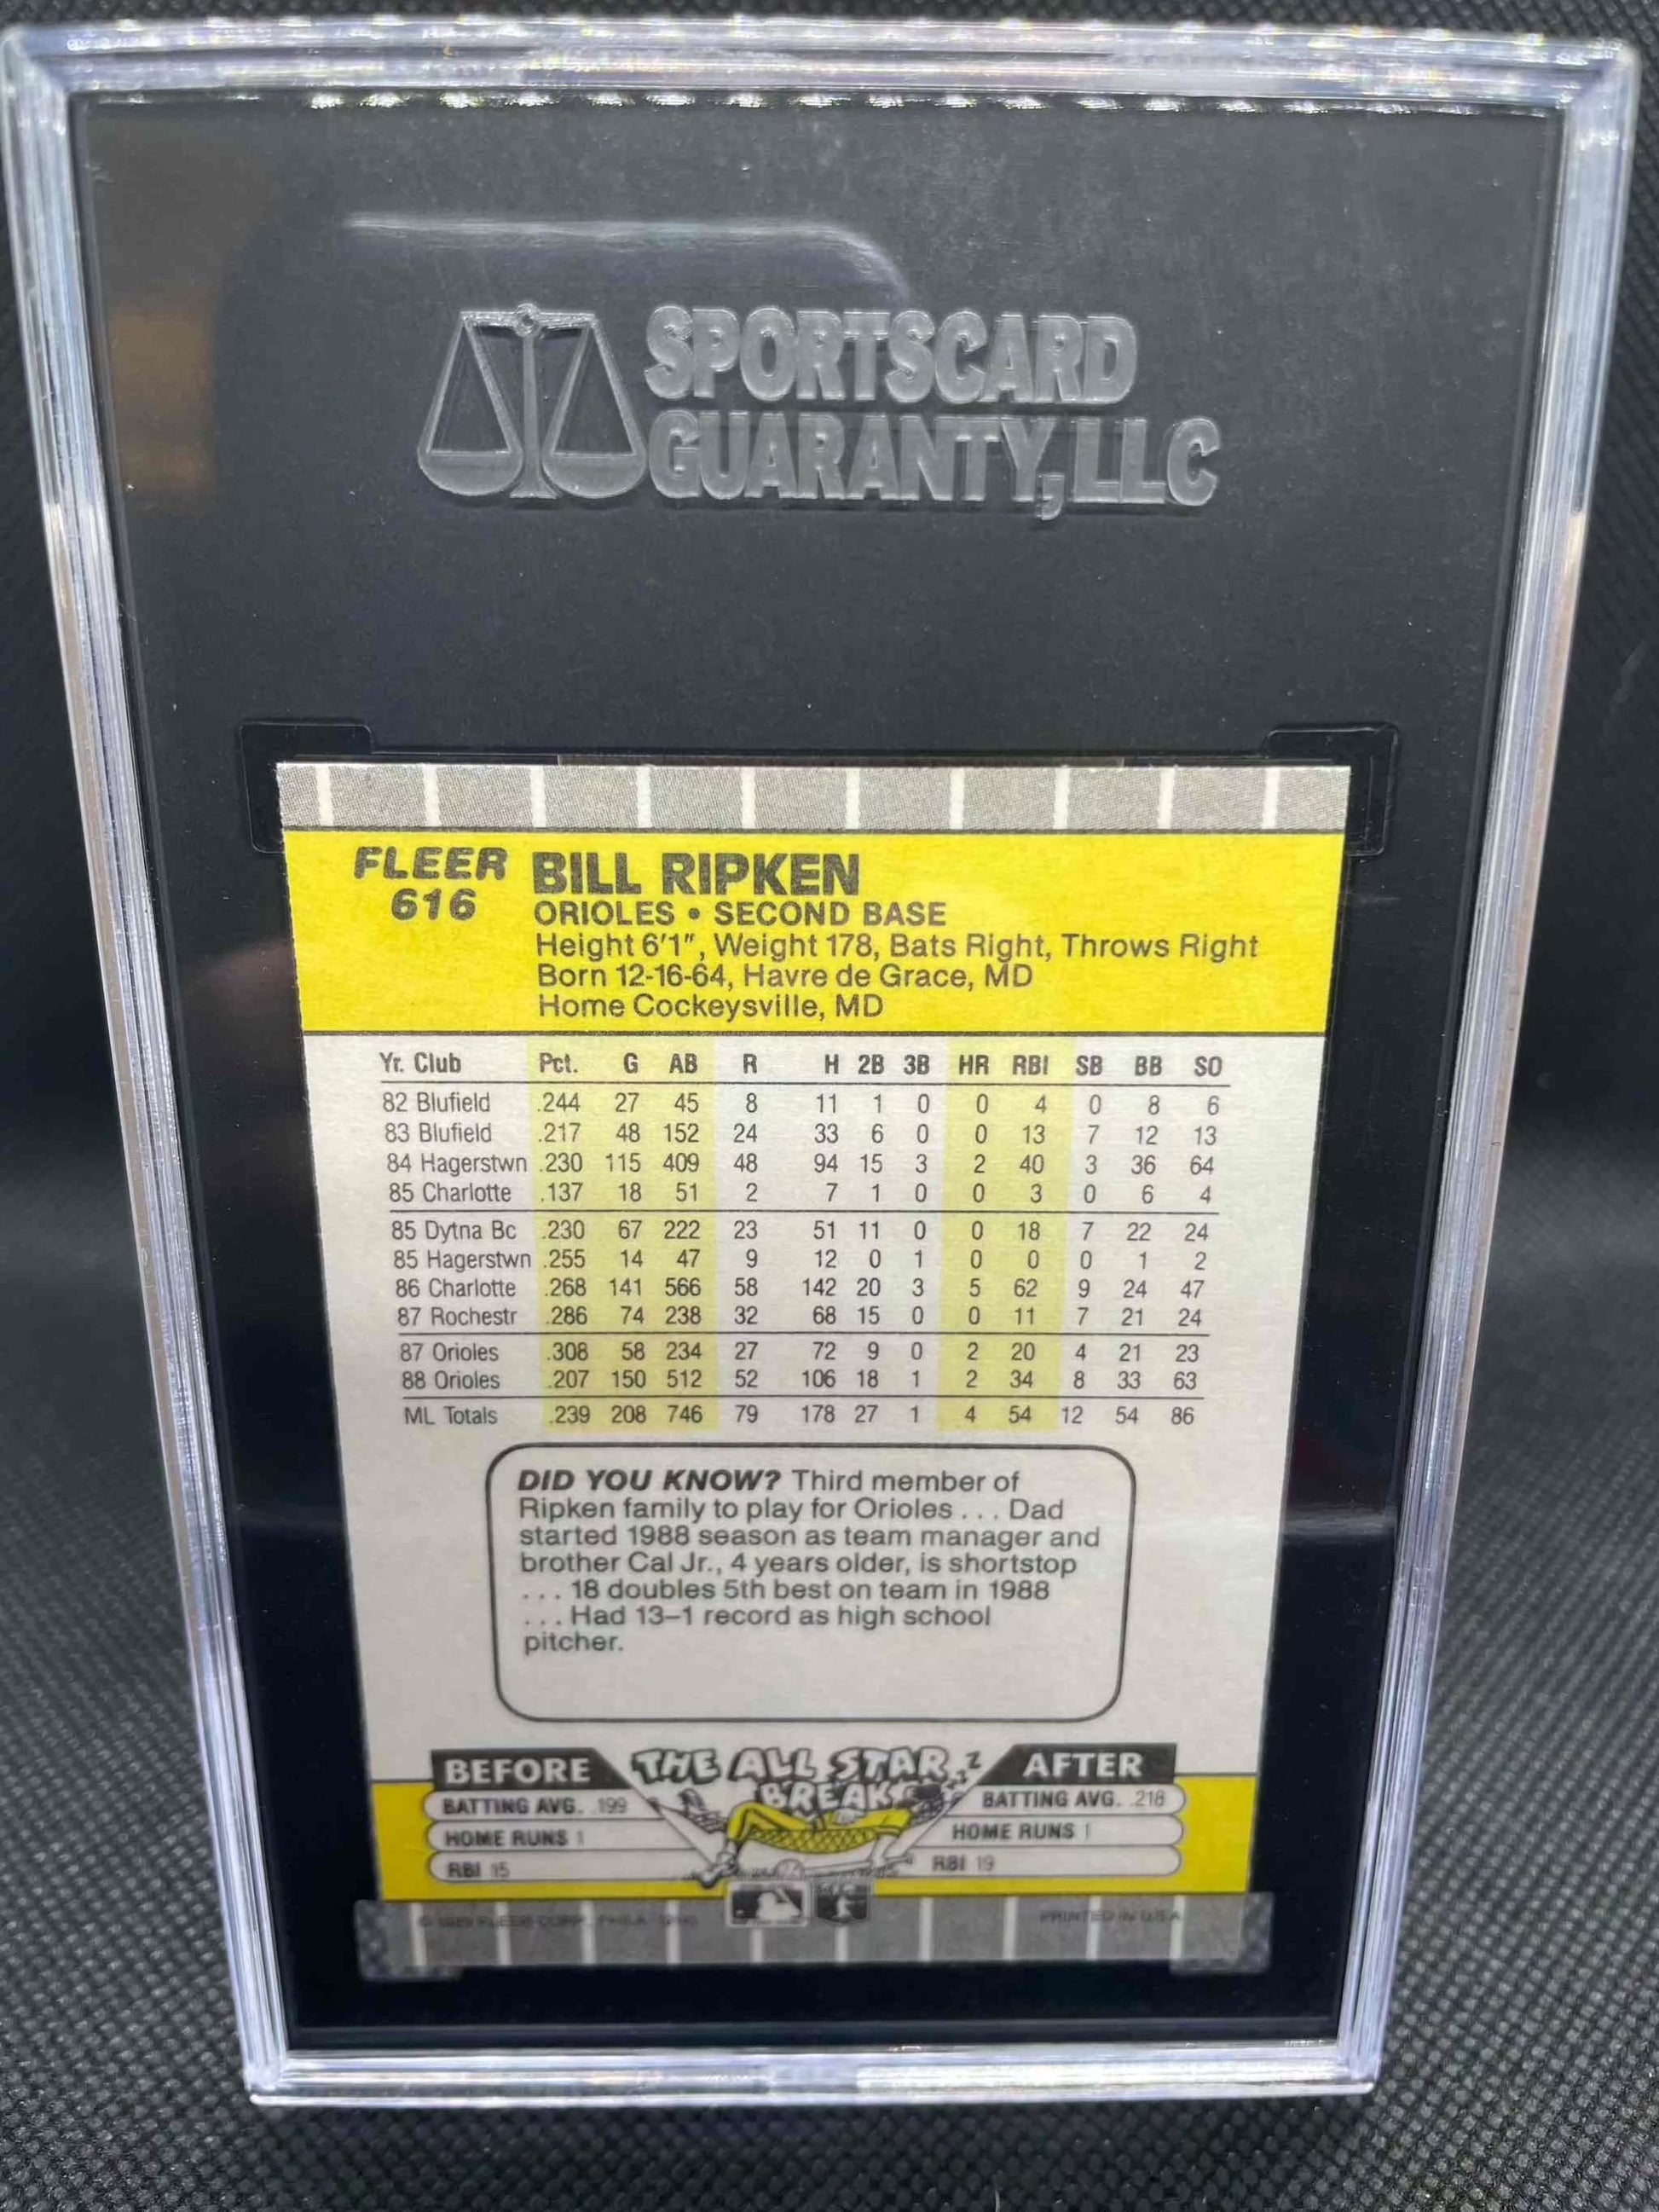 SPORTSCARD
GUARANTY, LLC
FLEER
616
BILL RIPKEN
ORIOLES • SECOND BASE
Height 6'1", Weight 178, Bats Right, Throws Right
Born 12-16-64, Havre de Grace, MD
Home Cockeysville, MD
Yr. Club Pct. G AB R H 2B 3B HR RBI SB BB SO
82 Blufield .244 27 45 8 11 1 0 0 4 0 8 6
83 Blufield .217 48 152 24 33 6 0 0 13 7 12 13
84 Hagerstwn .230 115 409 48 94 15 3 2 40 3 36 64
85 Charlotte .137 18 51 2 7 1 0 0 3 0 6 4
85 Dytna Bc .230 67 222 23 51 11 0 0 18 7 22 24
85 Hagerstwn .255 14 47 9 12 0 1 0 0 0 1 2
86 Charlotte .268 141 566 58 142 20 3 5 62 9 24 47
87 Rochestr .286 74 238 32 68 15 0 0 11 7 21 24
87 Orioles .308 58 234 27 72 9 0 2 20 4 21 23
88 Orioles .207 150 512 52 106 18 1 2 34 8 33 63
ML Totals .239 208 746 79 178 27 1 4 54 12 54 86
DID YOU KNOW? Third member of
Ripken family to play for Orioles . . . Dad
started 1988 season as team manager and
brother Cal Jr., 4 years older, is shortstop
. . . 18 doubles 5th best on team in 1988
. . . Had 13–1 record as high school
pitcher.
BEFORE
BATTING AVG. .199
HOME RUNS 1
RBI 15
THE ALL STAR
BREAK
Z
AFTER
BATTING AVG. .218
HOME RUNS 1
RBI 19
© 1989 FLEER CORP., PHILA.
PRINTED IN U.S.A.